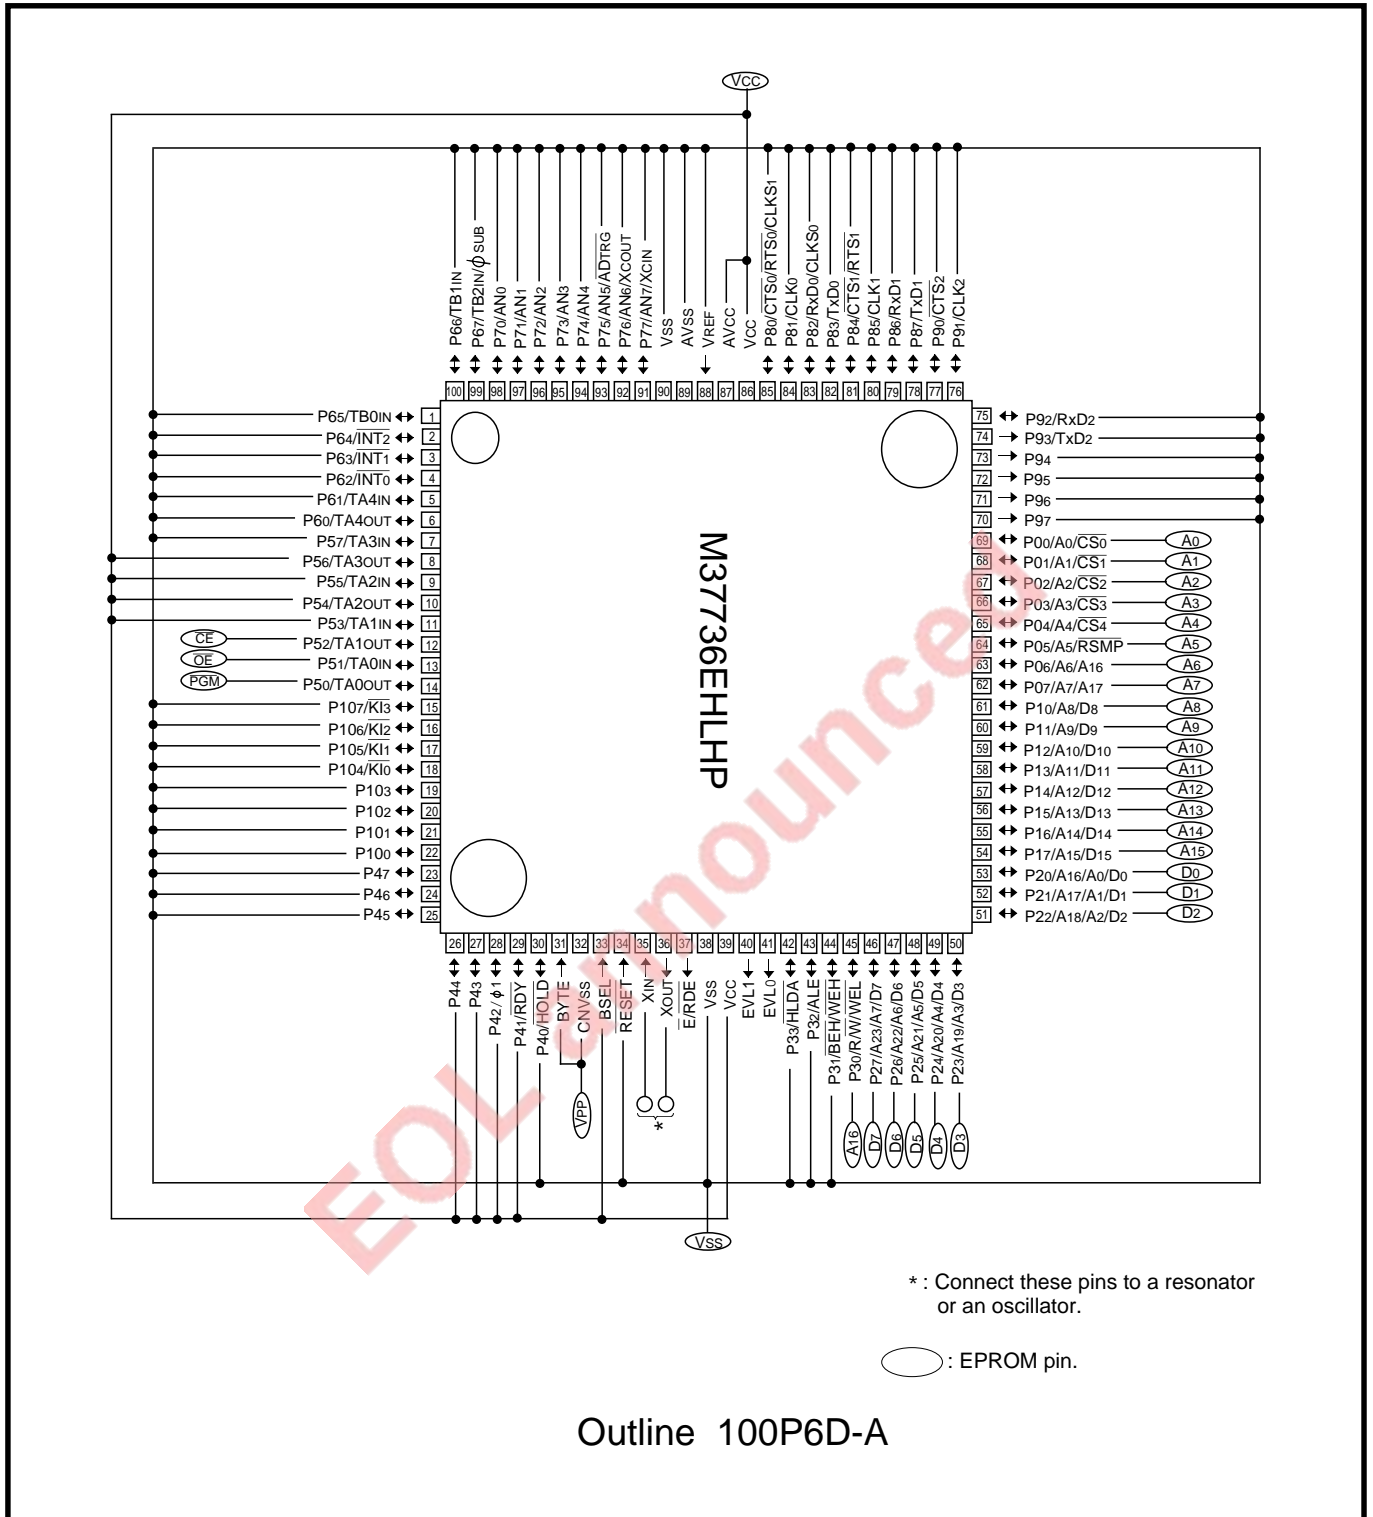 VCC
P66/TB1IN
P67/TB2IN/ϕSUB
P70/AN0
P71/AN1
P72/AN2
P73/AN3
P74/AN4
P75/AN5/ADTRG
P76/AN6/XCOUT
P77/AN7/XCIN
VSS
AVSS
VREF
AVCC
VCC
P80/CTS0/RTS0/CLKS1
P81/CLK0
P82/RxD0/CLKS0
P83/TxD0
P84/CTS1/RTS1
P85/CLK1
P86/RxD1
P87/TxD1
P90/CTS2
P91/CLK2
100 99 98 97 96 95 94 93 92 91 90 89 88 87 86 85 84 83 82 81 80 79 78 77 76
P65/TB0IN 1
P64/INT2 2
P63/INT1 3
P62/INT0 4
P61/TA4IN 5
P60/TA4OUT 6
P57/TA3IN 7
P56/TA3OUT 8
P55/TA2IN 9
P54/TA2OUT 10
P53/TA1IN 11
CE P52/TA1OUT 12
OE P51/TA0IN 13
PGM P50/TA0OUT 14
P107/KI3 15
P106/KI2 16
P105/KI1 17
P104/KI0 18
P103 19
P102 20
P101 21
P100 22
P47 23
P46 24
P45 25
M37736EHLHP
75 P92/RxD2
74 P93/TxD2
73 P94
72 P95
71 P96
70 P97
69 P00/A0/CS0 A0
68 P01/A1/CS1 A1
67 P02/A2/CS2 A2
66 P03/A3/CS3 A3
65 P04/A4/CS4 A4
64 P05/A5/RSMP A5
63 P06/A6/A16 A6
62 P07/A7/A17 A7
61 P10/A8/D8 A8
60 P11/A9/D9 A9
59 P12/A10/D10 A10
58 P13/A11/D11 A11
57 P14/A12/D12 A12
56 P15/A13/D13 A13
55 P16/A14/D14 A14
54 P17/A15/D15 A15
53 P20/A16/A0/D0 D0
52 P21/A17/A1/D1 D1
51 P22/A18/A2/D2 D2
26 27 28 29 30 31 32 33 34 35 36 37 38 39 40 41 42 43 44 45 46 47 48 49 50
P44
P43
P42/ϕ1
P41/RDY
P40/HOLD
BYTE
CNVSS
BSEL
RESET
XIN
XOUT
E/RDE
VSS
VCC
EVL1
EVL0
P33/HLDA
P32/ALE
P31/BEH/WEH
P30/R/W/WEL
P27/A23/A7/D7
P26/A22/A6/D6
P25/A21/A5/D5
P24/A20/A4/D4
P23/A19/A3/D3
VPP
*
A16
D7
D6
D5
D4
D3
VSS
EOL announced
* : Connect these pins to a resonator
or an oscillator.
: EPROM pin.
Outline 100P6D-A